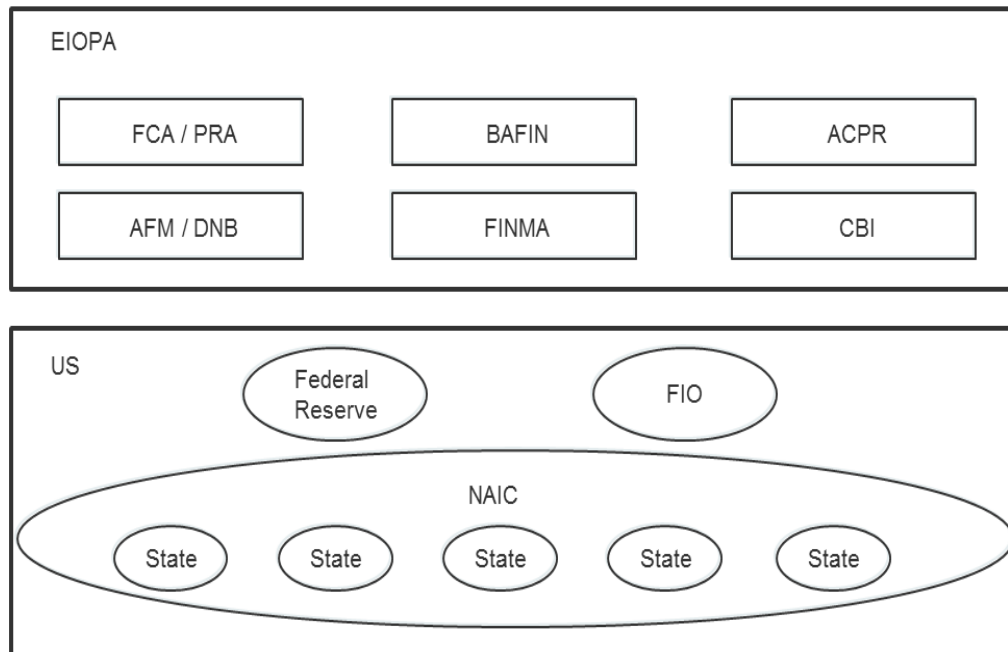 EIOPA
FCA / PRA
BAFIN
ACPR
AFM / DNB
FINMA
CBI
US
Federal
Reserve
FIO
NAIC
State
State
State
State
State